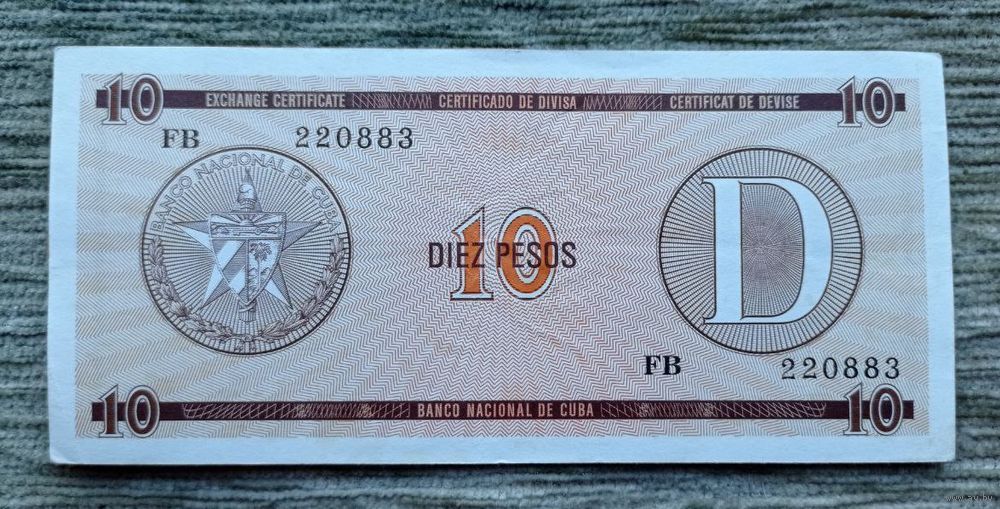 10 EXCHANGE CERTIFICATE CERTIFICADO DE DIVISA CERTIFICAT DE DEVISE 10
FB 220883
BANCO NACIONAL DE CUBA
10
DIEZ PESOS
D
FB 220883
10 BANCO NACIONAL DE CUBA 10